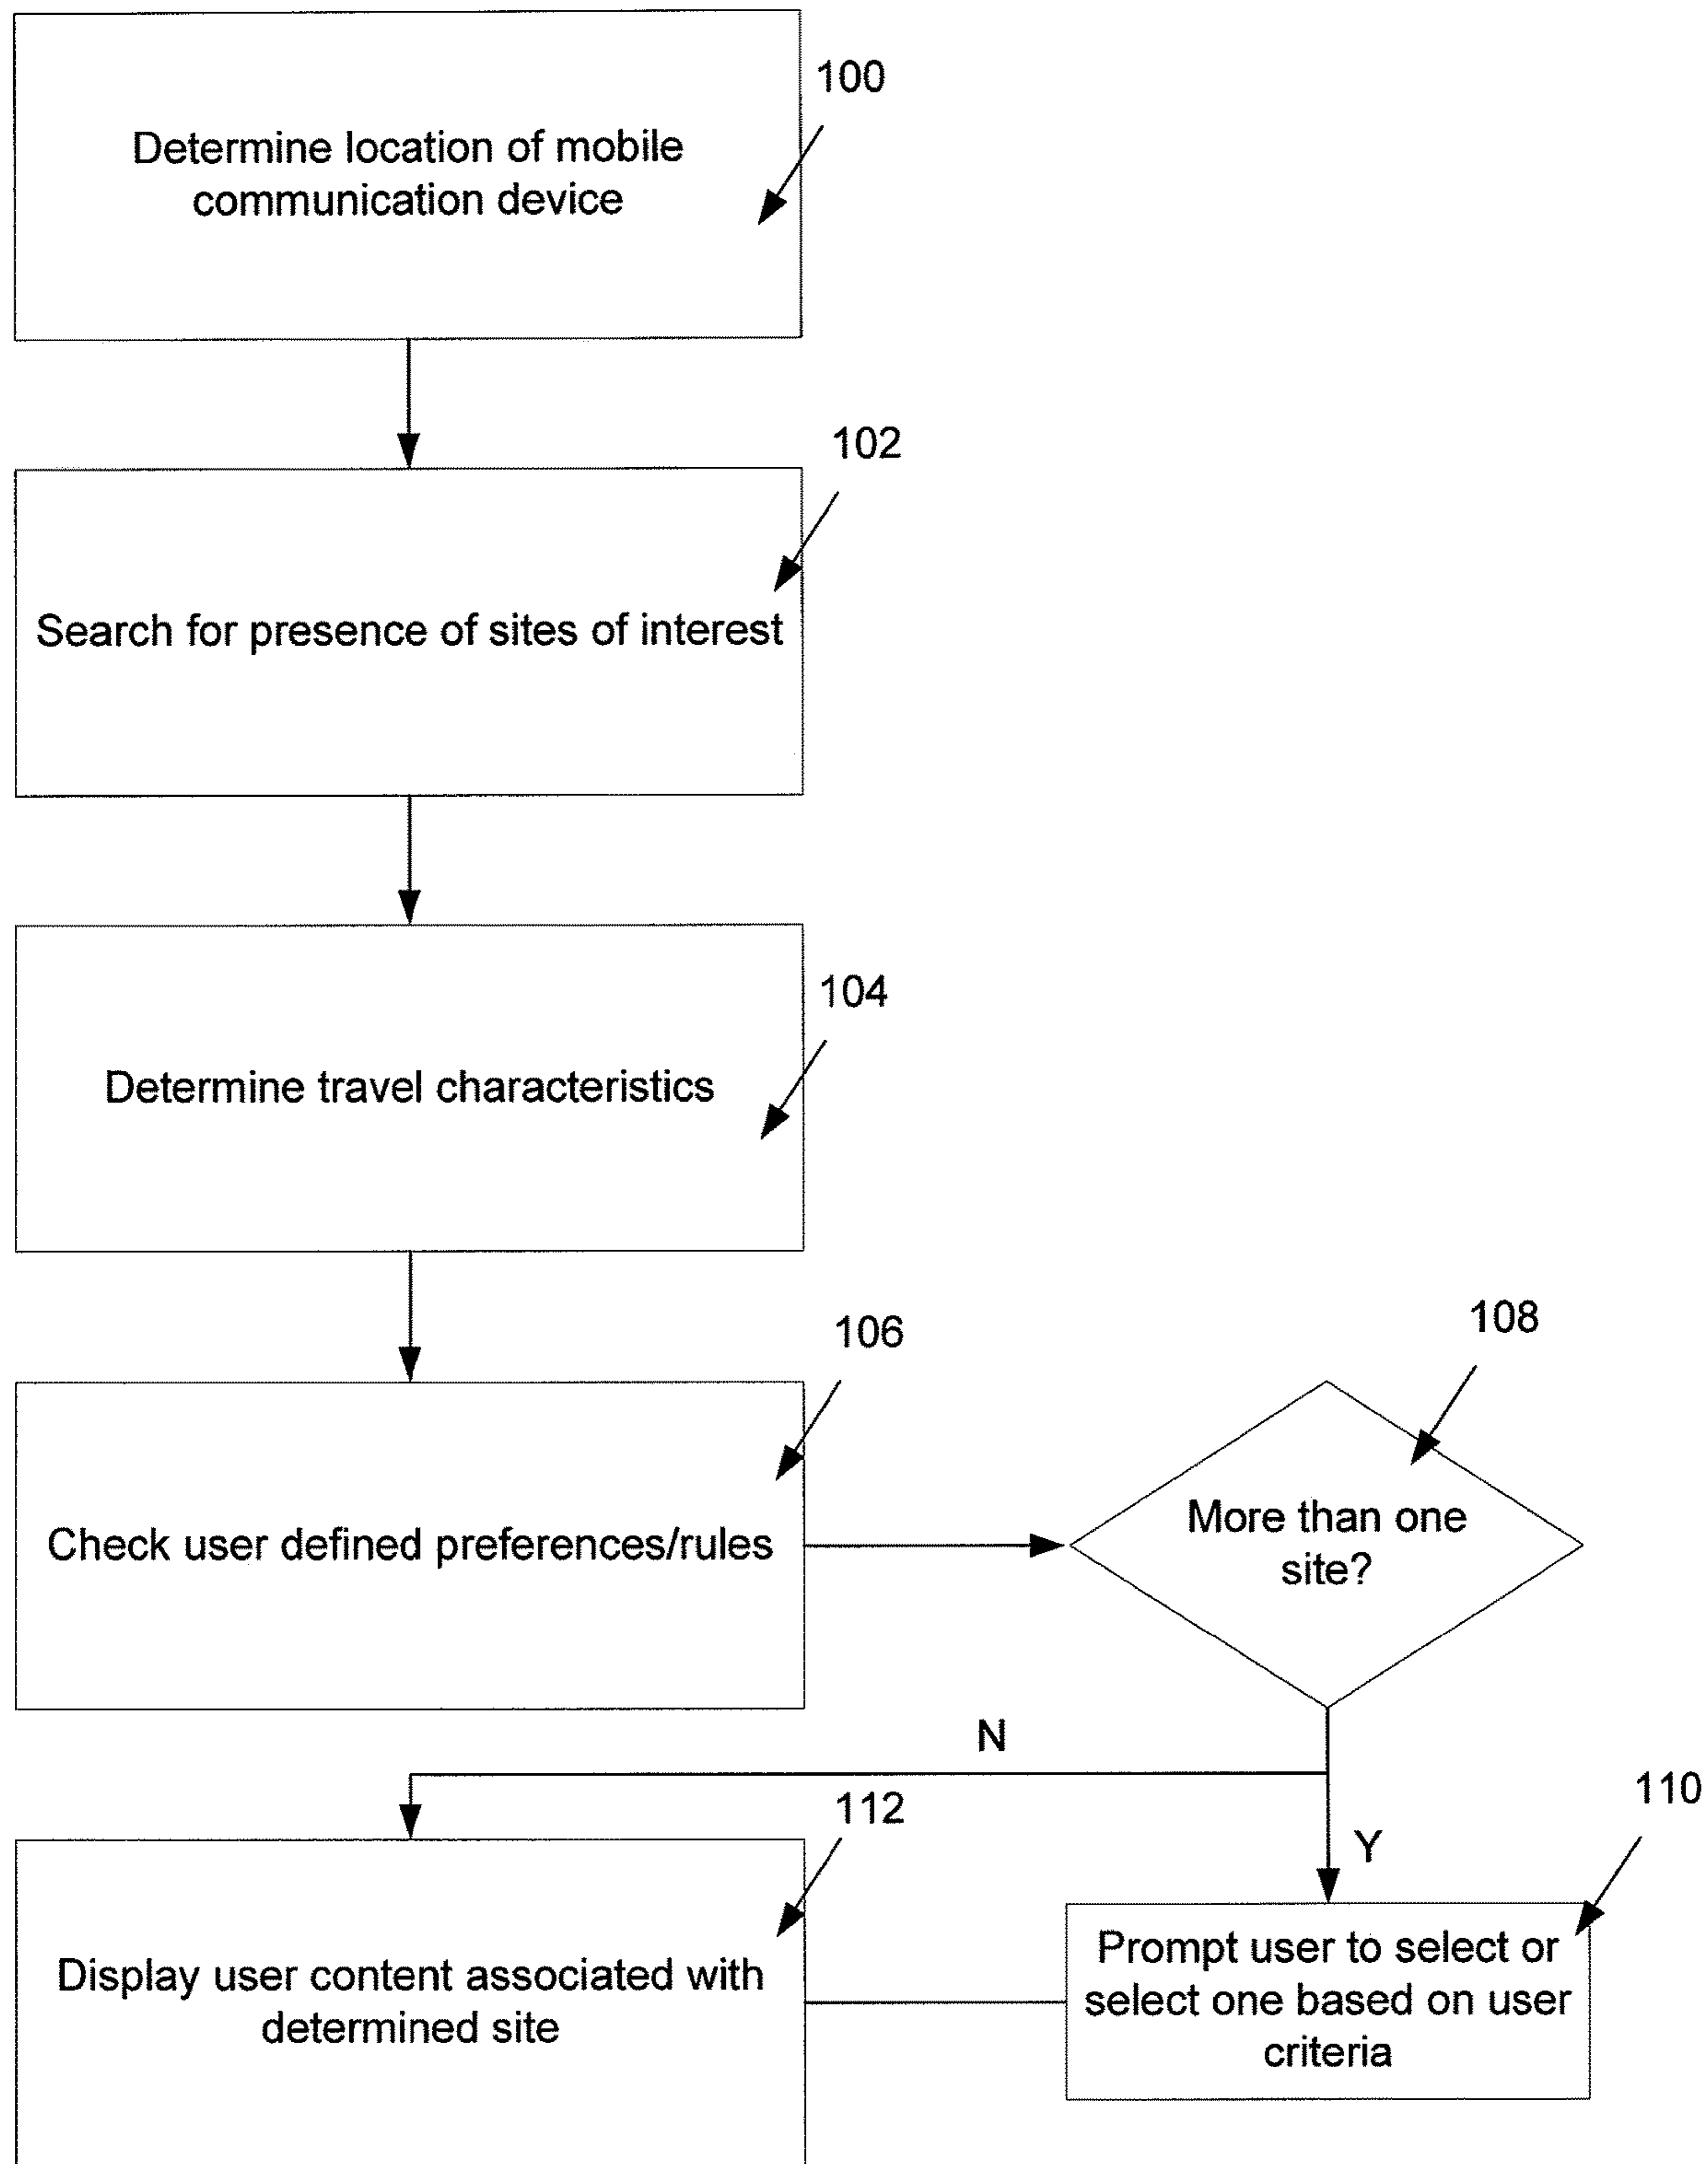 100
Determine location of mobile
communication device
102
Search for presence of sites of interest
104
Determine travel characteristics
106
Check user defined preferences/rules
108
More than one
site?
N
Y
110
Prompt user to select or
select one based on user
criteria
112
Display user content associated with
determined site